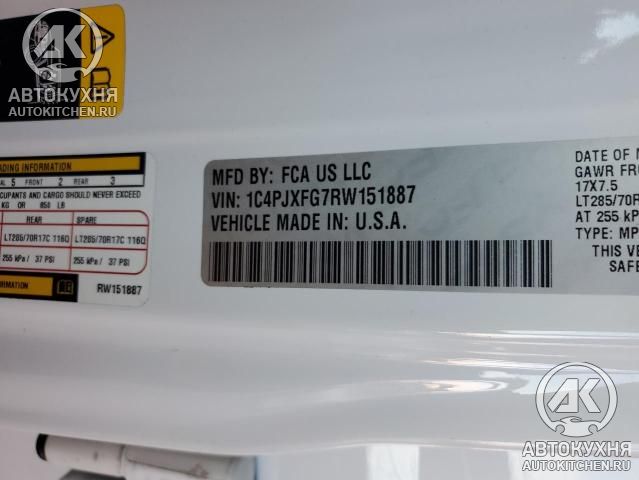 АВТОКУХНЯ
AUTOKITCHEN.RU
ADING INFORMATION
AL 5 FRONT 2 REAR 3
CUPANTS AND CARGO SHOULD NEVER EXCEED
KG OR 850 LB
REAR SPARE
LT285/70R17C 116Q LT285/70R17C 116Q
255 kPa / 37 PSI 255 kPa / 37 PSI
ORMATION
RW151887
MFD BY: FCA US LLC
VIN: 1C4PJXFG7RW151887
VEHICLE MADE IN: U.S.A.
DATE OF M
GAWR FRO
17X7.5
LT285/70R
AT 255 kP
TYPE: MP
THIS VE
SAFE
АВТОКУХНЯ
AUTOKITCHEN.RU